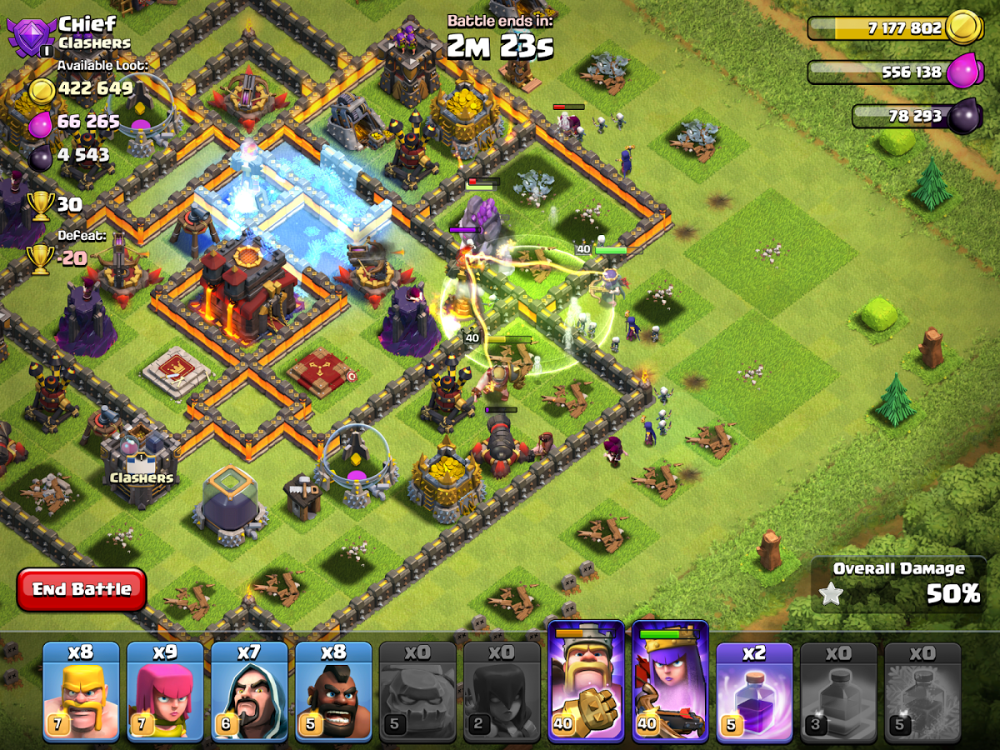 Chief
Clashers
Available Loot:
422 649
66 265
4 543
30
Defeat:
-20
Battle ends in:
2M 23s
7 177 802
556 138
78 293
40
40
Clashers
End Battle
Overall Damage
50%
x8
x9
x7
x8
x0
x0
x2
x0
x0
7
7
6
5
5
2
40
40
5
3
5